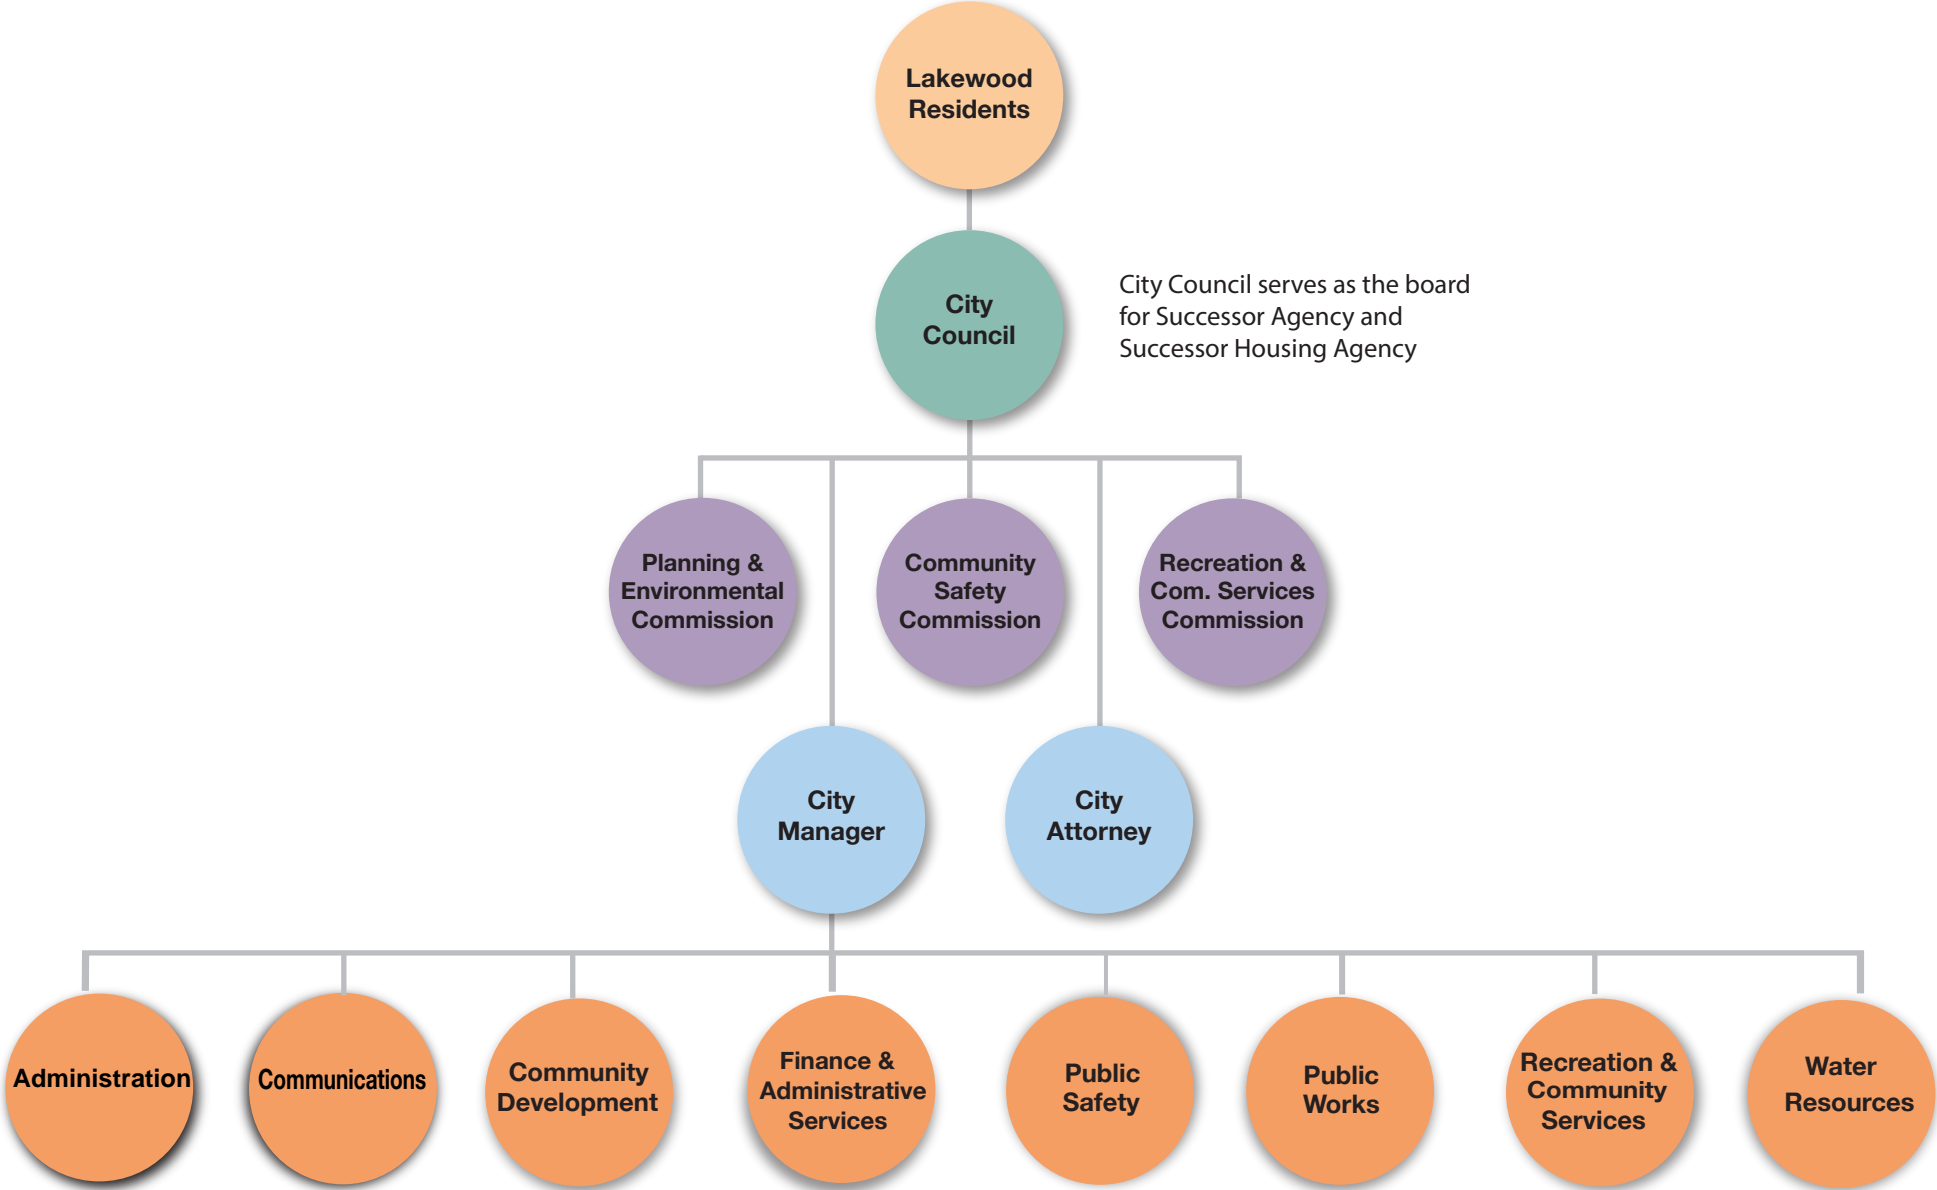 Lakewood
Residents
City
Council
City Council serves as the board
for Successor Agency and
Successor Housing Agency
Planning &
Environmental
Commission
Community
Safety
Commission
Recreation &
Com. Services
Commission
City
Manager
City
Attorney
Administration
Communications
Community
Development
Finance &
Administrative
Services
Public
Safety
Public
Works
Recreation &
Community
Services
Water
Resources